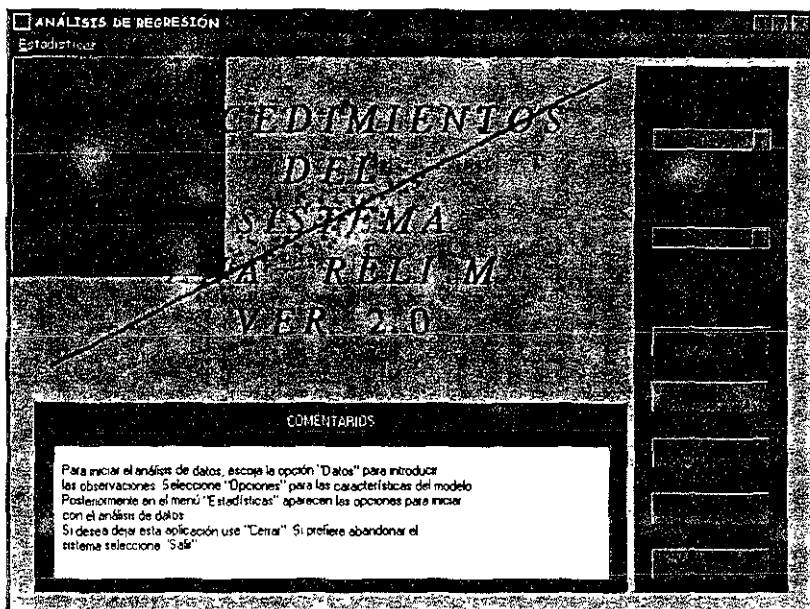 ANÁLISIS DE REGRESIÓN
Estadísticas
CEDIMIENTOS
DEL
SISTEMA
RELI M
VER 2.0
COMENTARIOS
Para iniciar el análisis de datos, escoja la opción "Datos" para introducir
las observaciones. Seleccione "Opciones" para las características del modelo
Posteriormente en el menú "Estadísticas" aparecen las opciones para iniciar
con el análisis de datos
Si desea dejar esta aplicación use "Cerrar" Si prefiere abandonar el
sistema seleccione "Salir"